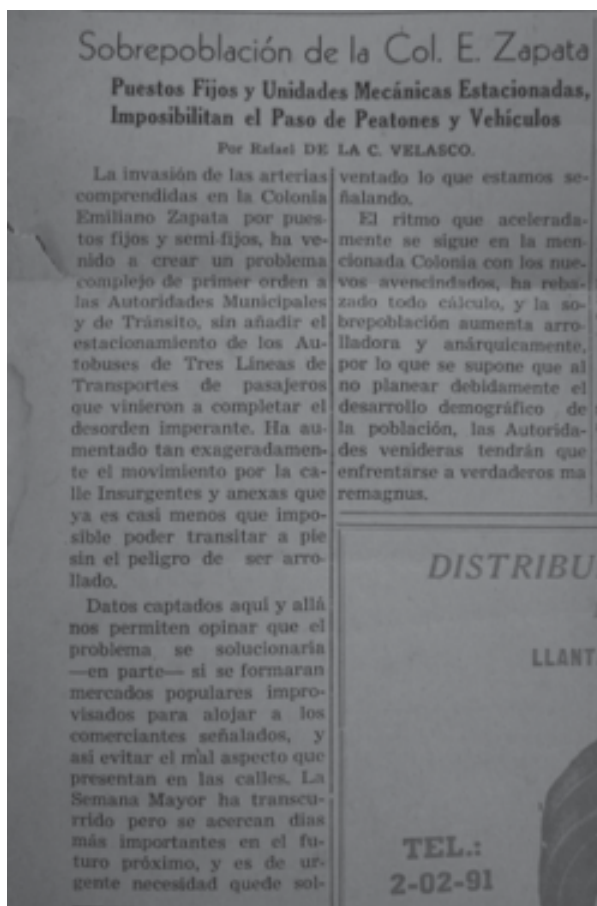 Sobrepoblación de la Col. E. Zapata
Puestos Fijos y Unidades Mecánicas Estacionadas,
Imposibilitan el Paso de Peatones y Vehículos
Por Rafael DE LA C. VELASCO.
La invasión de las arterias
comprendidas en la Colonia
Emiliano Zapata por pues-
tos fijos y semi-fijos, ha ve-
nido a crear un problema
complejo de primer orden a
las Autoridades Municipales
y de Tránsito, sin añadir el
estacionamiento de los Au-
tobuses de Tres Líneas de
Transportes de pasajeros
que vinieron a completar el
desorden imperante. Ha au-
mentado tan exageradamen-
te el movimiento por la ca-
lle Insurgentes y anexas que
ya es casi menos que impo-
sible poder transitar a pie
sin el peligro de ser arro-
llado.
Datos captados aquí y allá
nos permiten opinar que el
problema se solucionaría
—en parte— si se formaran
mercados populares impro-
visados para alojar a los
comerciantes señalados, y
así evitar el mal aspecto que
presentan en las calles. La
Semana Mayor ha transcu-
rrido pero se acercan días
más importantes en el fu-
turo próximo, y es de ur-
gente necesidad quede sol-
ventado lo que estamos se-
ñalando.
El ritmo que acelerada-
mente se sigue en la men-
cionada Colonia con los nue-
vos avencindados, ha reba-
zado todo cálculo, y la so-
brepoblación aumenta arro-
lladora y anárquicamente,
por lo que se supone que al
no planear debidamente el
desarrollo demográfico de
la población, las Autorida-
des venideras tendrán que
enfrentarse a verdaderos ma
remagnus.
DISTRIBU
LLANT
TEL.:
2-02-91